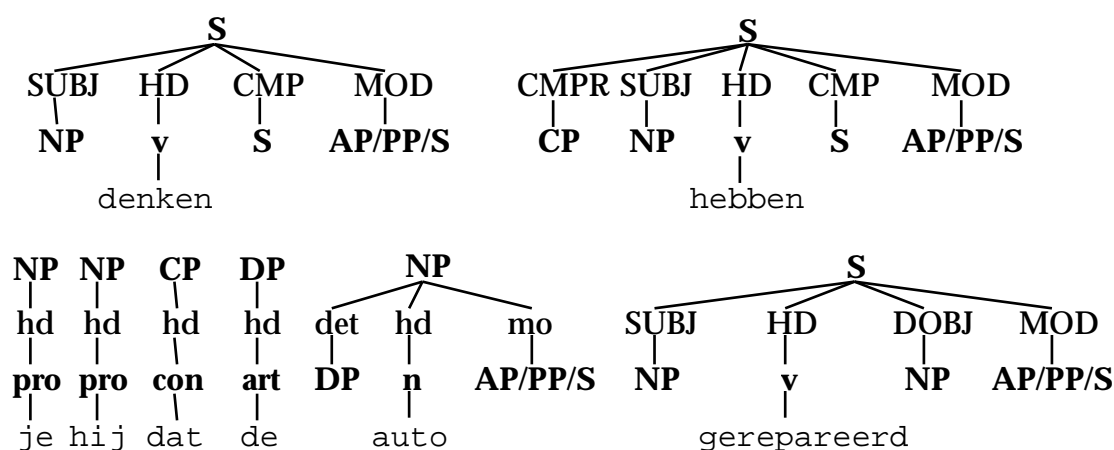 S S
SUBJ HD CMP MOD CMPR SUBJ HD CMP MOD
NP v S AP/PP/S CP NP v S AP/PP/S
denken hebben
NP NP CP DP NP S
hd hd hd hd det hd mo SUBJ HD DOBJ MOD
pro pro con art DP n AP/PP/S NP v NP AP/PP/S
je hij dat de auto gerepareerd